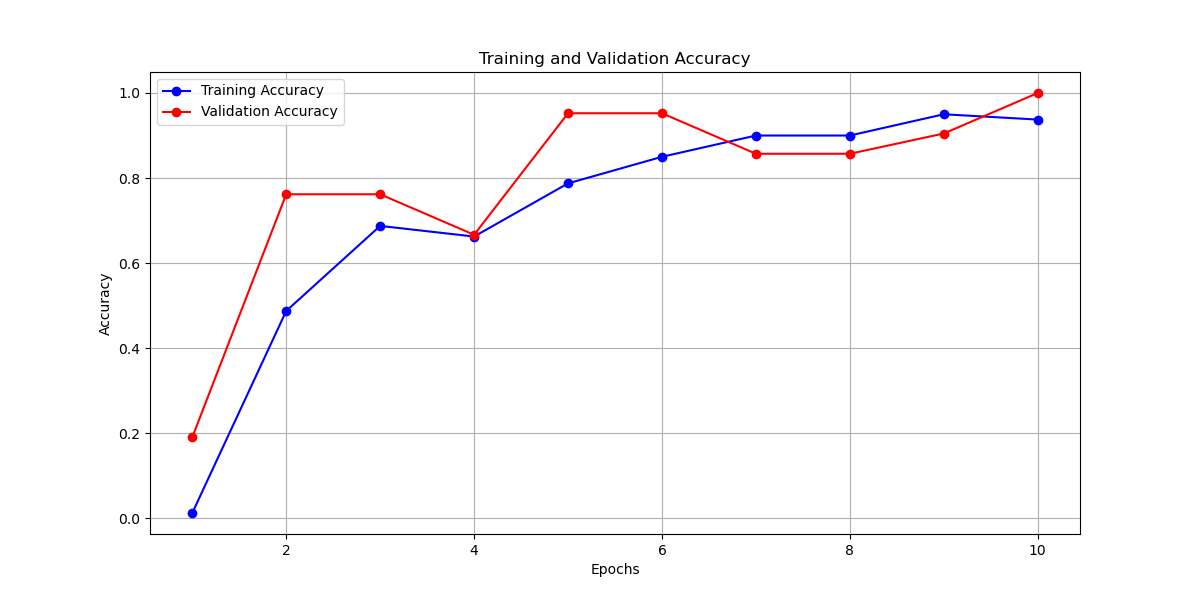 Training and Validation Accuracy
Training Accuracy
Validation Accuracy
1.0
0.8
0.6
0.4
0.2
0.0
Accuracy
2 4 6 8 10
Epochs